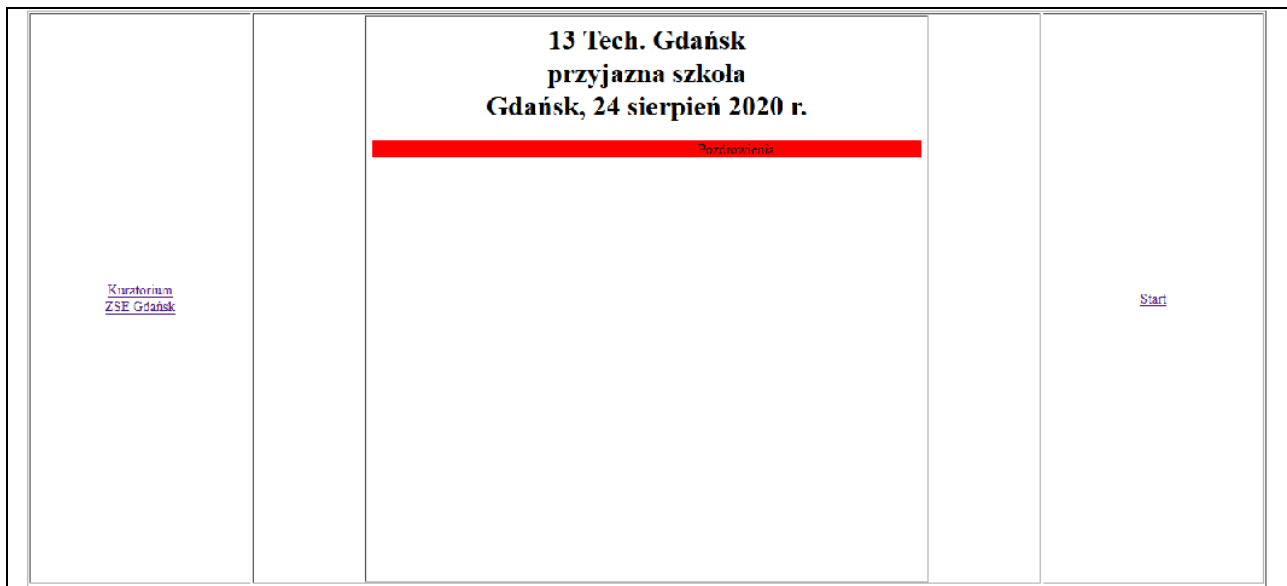 13 Tech. Gdańsk
przyjazna szkoła
Gdańsk, 24 sierpień 2020 r.
Pozdrowienia
Kuratorium
ZSE Gdańsk
Start